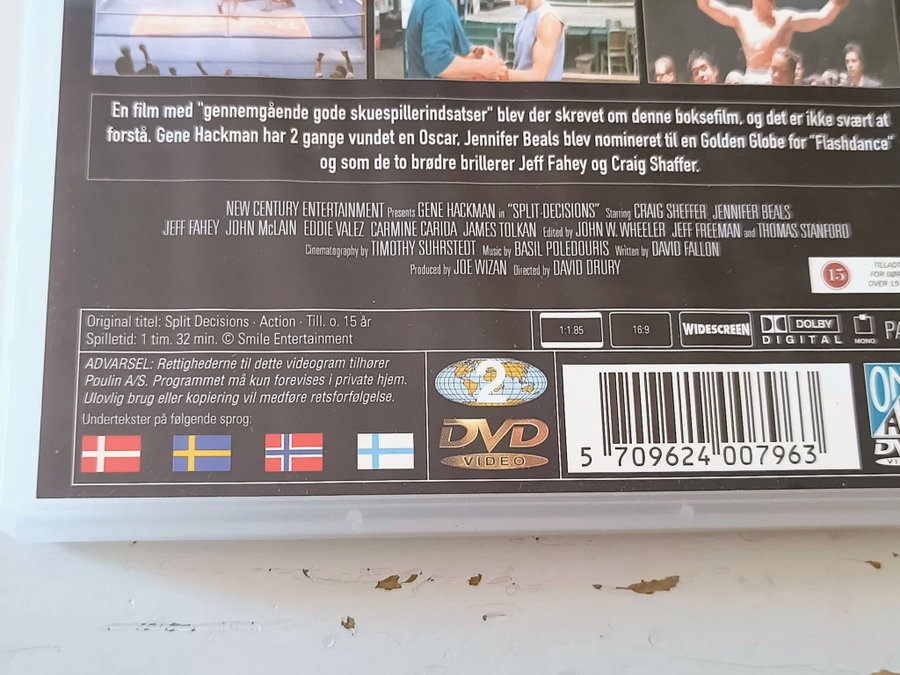 En film med "gennemgående gode skuespillerindsatser" blev der skrevet om denne boksefilm, og det er ikke svært at
forstå. Gene Hackman har 2 gange vundet en Oscar, Jennifer Beals blev nomineret til en Golden Globe for "Flashdance"
og som de to brødre brillerer Jeff Fahey og Craig Shaffer.
NEW CENTURY ENTERTAINMENT Presents GENE HACKMAN in "SPLIT-DECISIONS" Starring CRAIG SHEFFER, JENNIFER BEALS
JEFF FAHEY JOHN McLAIN EDDIE VALEZ CARMINE CARIDA JAMES TOLKAN Edited by JOHN W. WHEELER, JEFF FREEMAN and THOMAS STANFORD
Cinematography by TIMOTHY SUHRSTEDT Music by BASIL POLEDOURIS Written by DAVID FALLON
Produced by JOE WIZAN Directed by DAVID DRURY
15
TILLADT
FOR BØR
OVER 15
Original titel: Split Decisions · Action · Till. o. 15 år
Spilletid: 1 tim. 32 min. © Smile Entertainment
1:1.85
16:9
WIDESCREEN
DOLBY
DIGITAL
MONO
PA
ADVARSEL: Rettighederne til dette videogram tilhører
Poulin A/S. Programmet må kun forevises i private hjem.
Ulovlig brug eller kopiering vil medføre retsforfølgelse.
Undertekster på følgende sprog:
2
DVD
VIDEO
5 709624 007963
ON
A